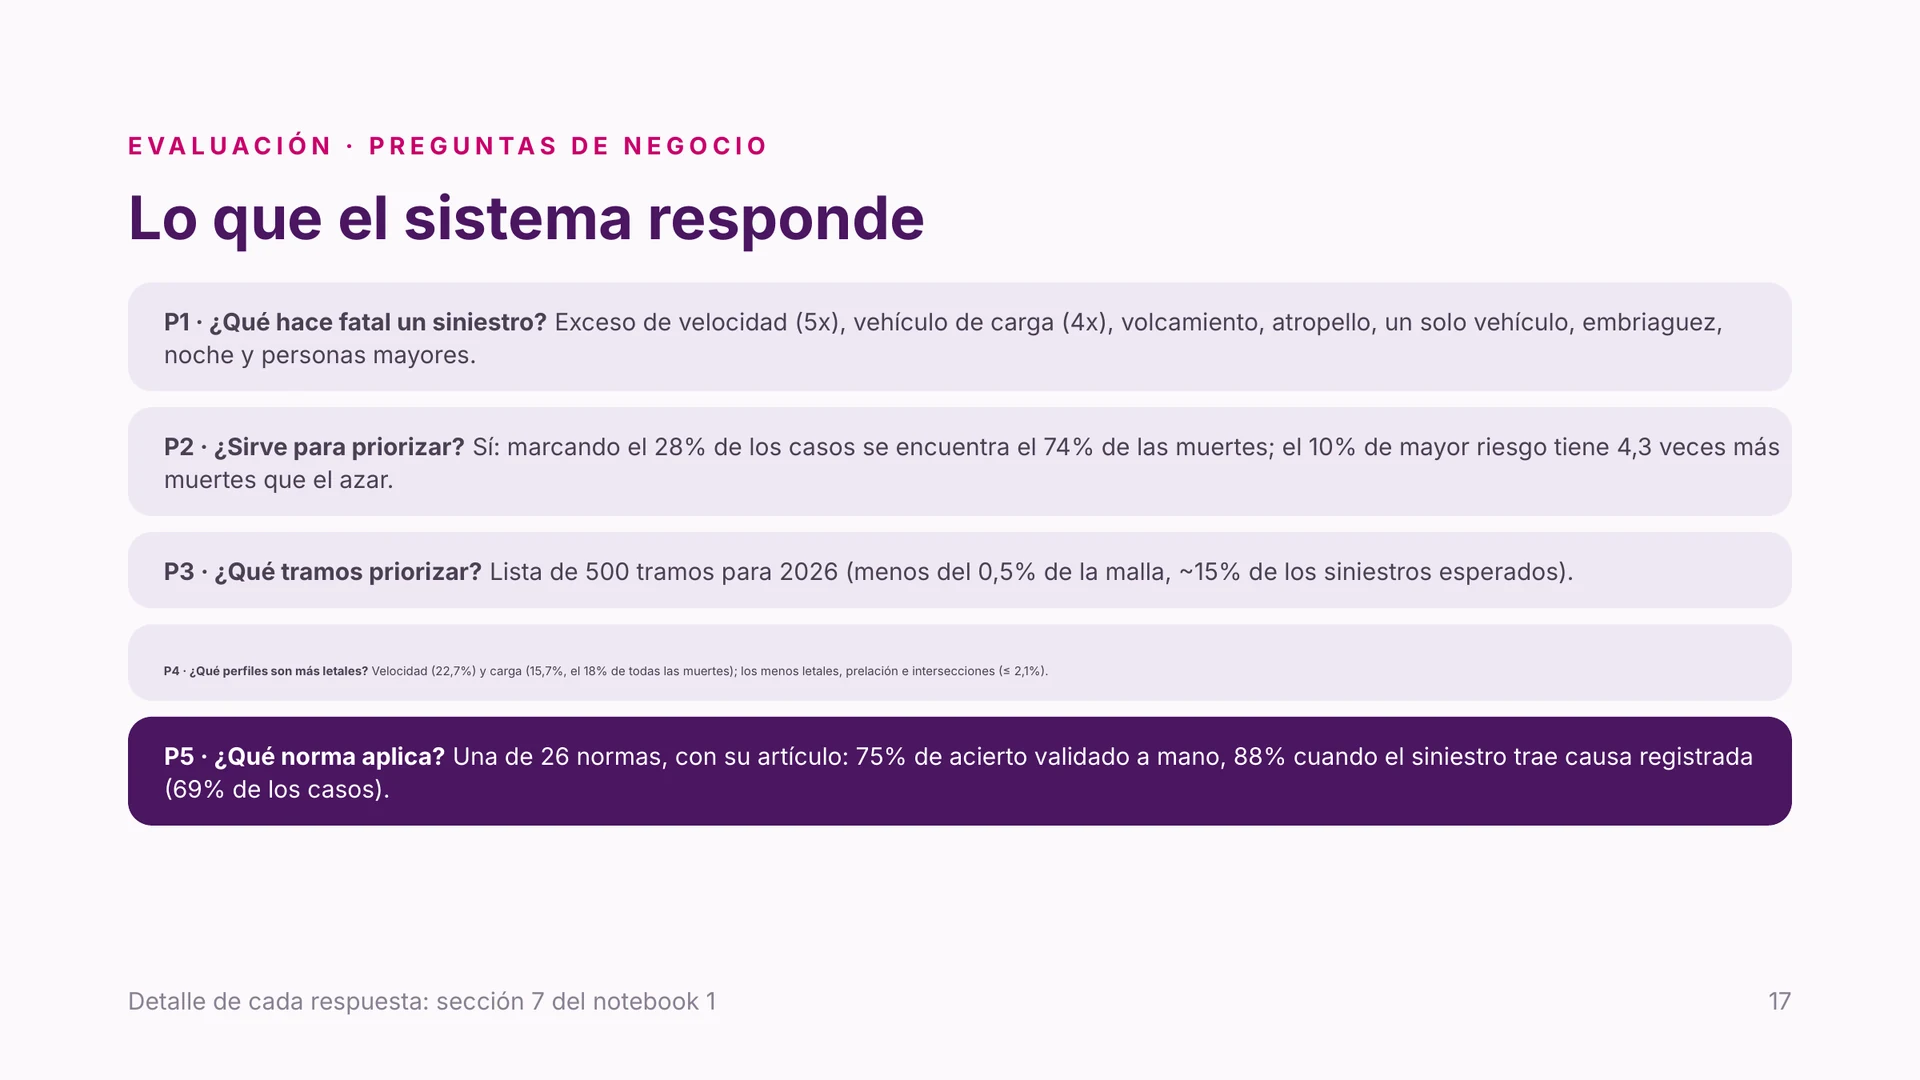 EVALUACIÓN · PREGUNTAS DE NEGOCIO
Lo que el sistema responde
P1 · ¿Qué hace fatal un siniestro? Exceso de velocidad (5x), vehículo de carga (4x), volcamiento, atropello, un solo vehículo, embriaguez,
noche y personas mayores.
P2 · ¿Sirve para priorizar? Sí: marcando el 28% de los casos se encuentra el 74% de las muertes; el 10% de mayor riesgo tiene 4,3 veces más
muertes que el azar.
P3 · ¿Qué tramos priorizar? Lista de 500 tramos para 2026 (menos del 0,5% de la malla, ~15% de los siniestros esperados).
P4 · ¿Qué perfiles son más letales? Velocidad (22,7%) y carga (15,7%, el 18% de todas las muertes); los menos letales, prelación e intersecciones (≤ 2,1%).
P5 · ¿Qué norma aplica? Una de 26 normas, con su artículo: 75% de acierto validado a mano, 88% cuando el siniestro trae causa registrada
(69% de los casos).
Detalle de cada respuesta: sección 7 del notebook 1
17